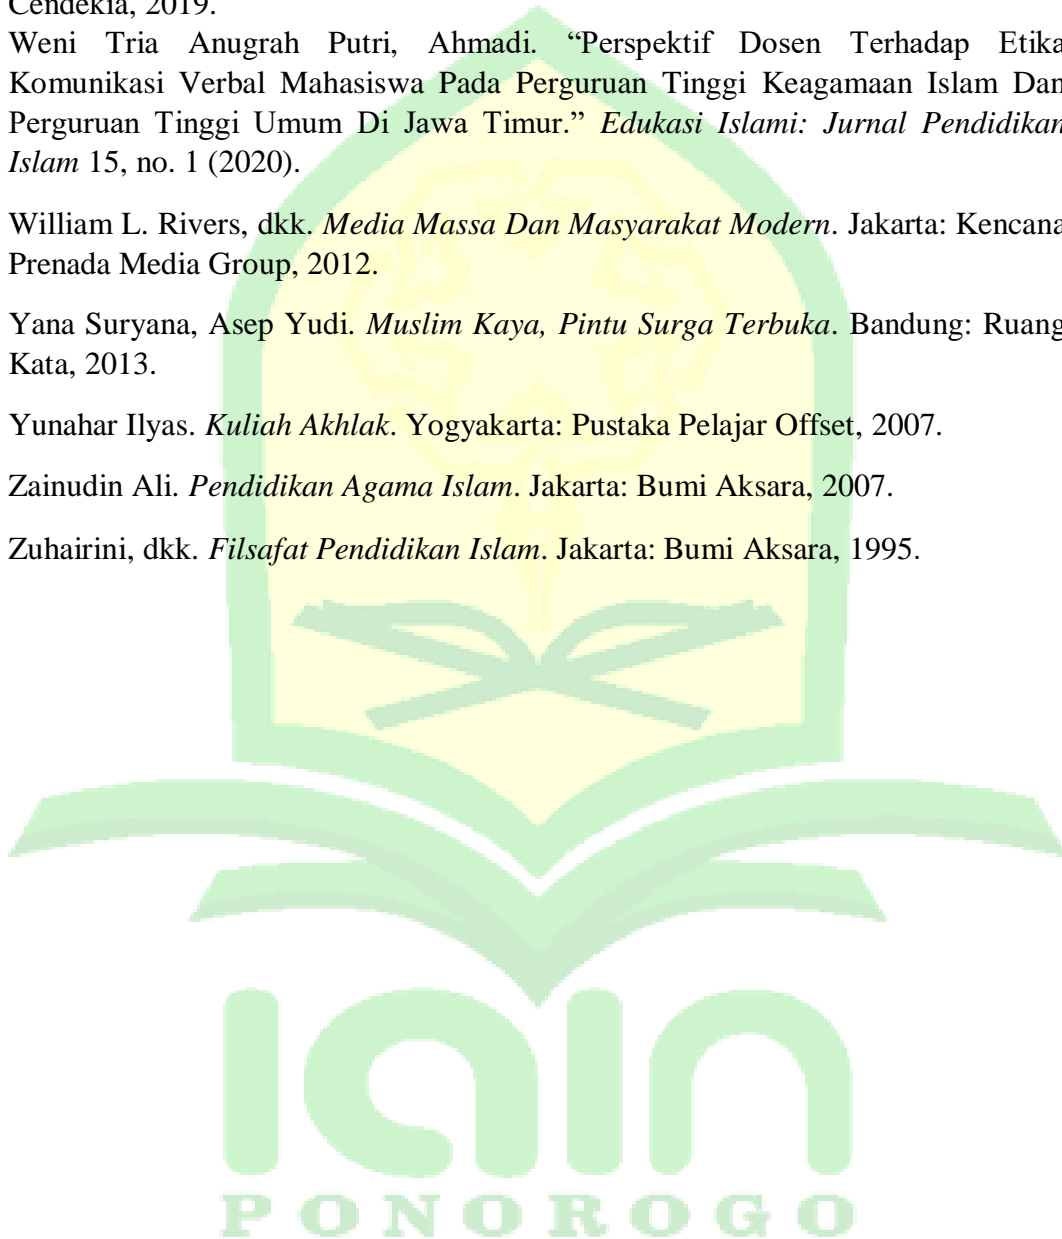 Cendekia, 2019.
Weni Tria Anugrah Putri, Ahmadi. “Perspektif Dosen Terhadap Etika
Komunikasi Verbal Mahasiswa Pada Perguruan Tinggi Keagamaan Islam Dan
Perguruan Tinggi Umum Di Jawa Timur.” Edukasi Islami: Jurnal Pendidikan
Islam 15, no. 1 (2020).
William L. Rivers, dkk. Media Massa Dan Masyarakat Modern. Jakarta: Kencana
Prenada Media Group, 2012.
Yana Suryana, Asep Yudi. Muslim Kaya, Pintu Surga Terbuka. Bandung: Ruang
Kata, 2013.
Yunahar Ilyas. Kuliah Akhlak. Yogyakarta: Pustaka Pelajar Offset, 2007.
Zainudin Ali. Pendidikan Agama Islam. Jakarta: Bumi Aksara, 2007.
Zuhairini, dkk. Filsafat Pendidikan Islam. Jakarta: Bumi Aksara, 1995.
iain
PONOROGO